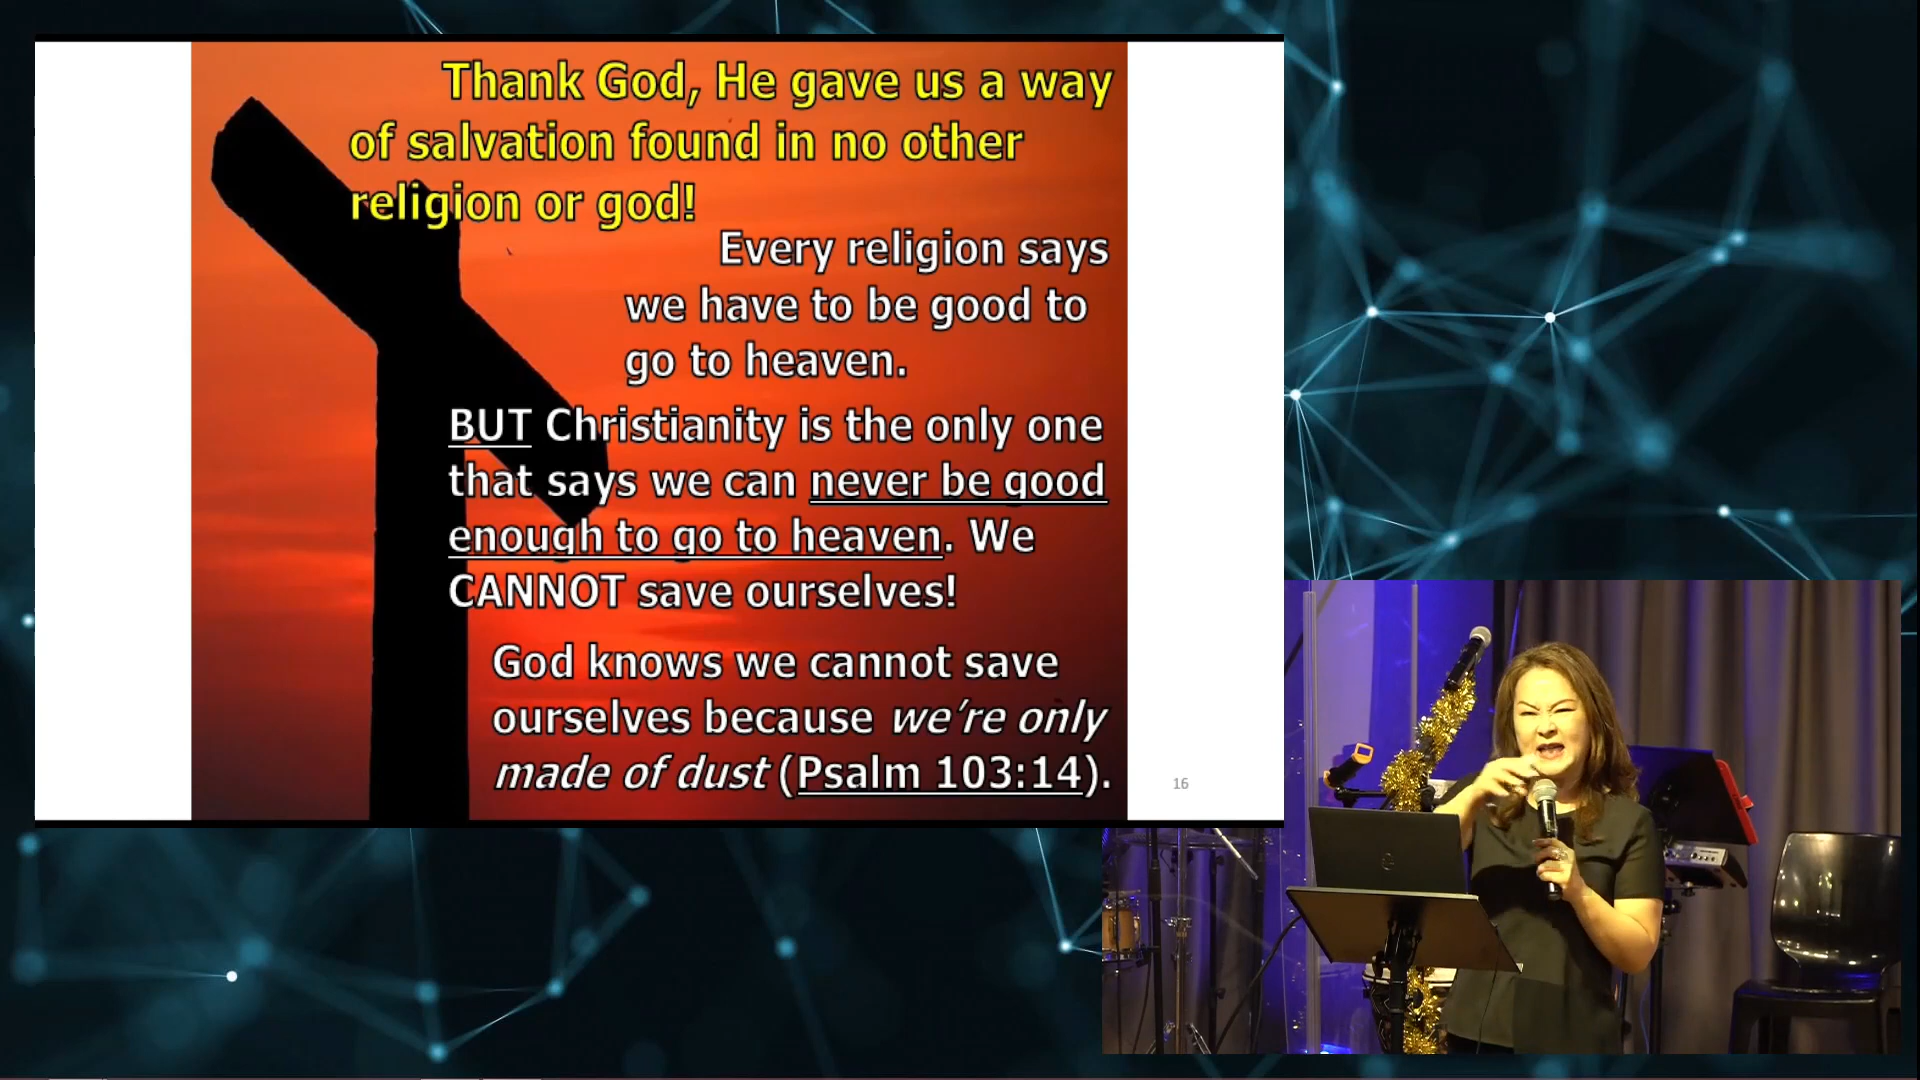 Thank God, He gave us a way
of salvation found in no other
religion or god!
Every religion says
we have to be good to
go to heaven.
BUT Christianity is the only one
that says we can never be good
enough to go to heaven. We
CANNOT save ourselves!
God knows we cannot save
ourselves because we’re only
made of dust (Psalm 103:14).
16